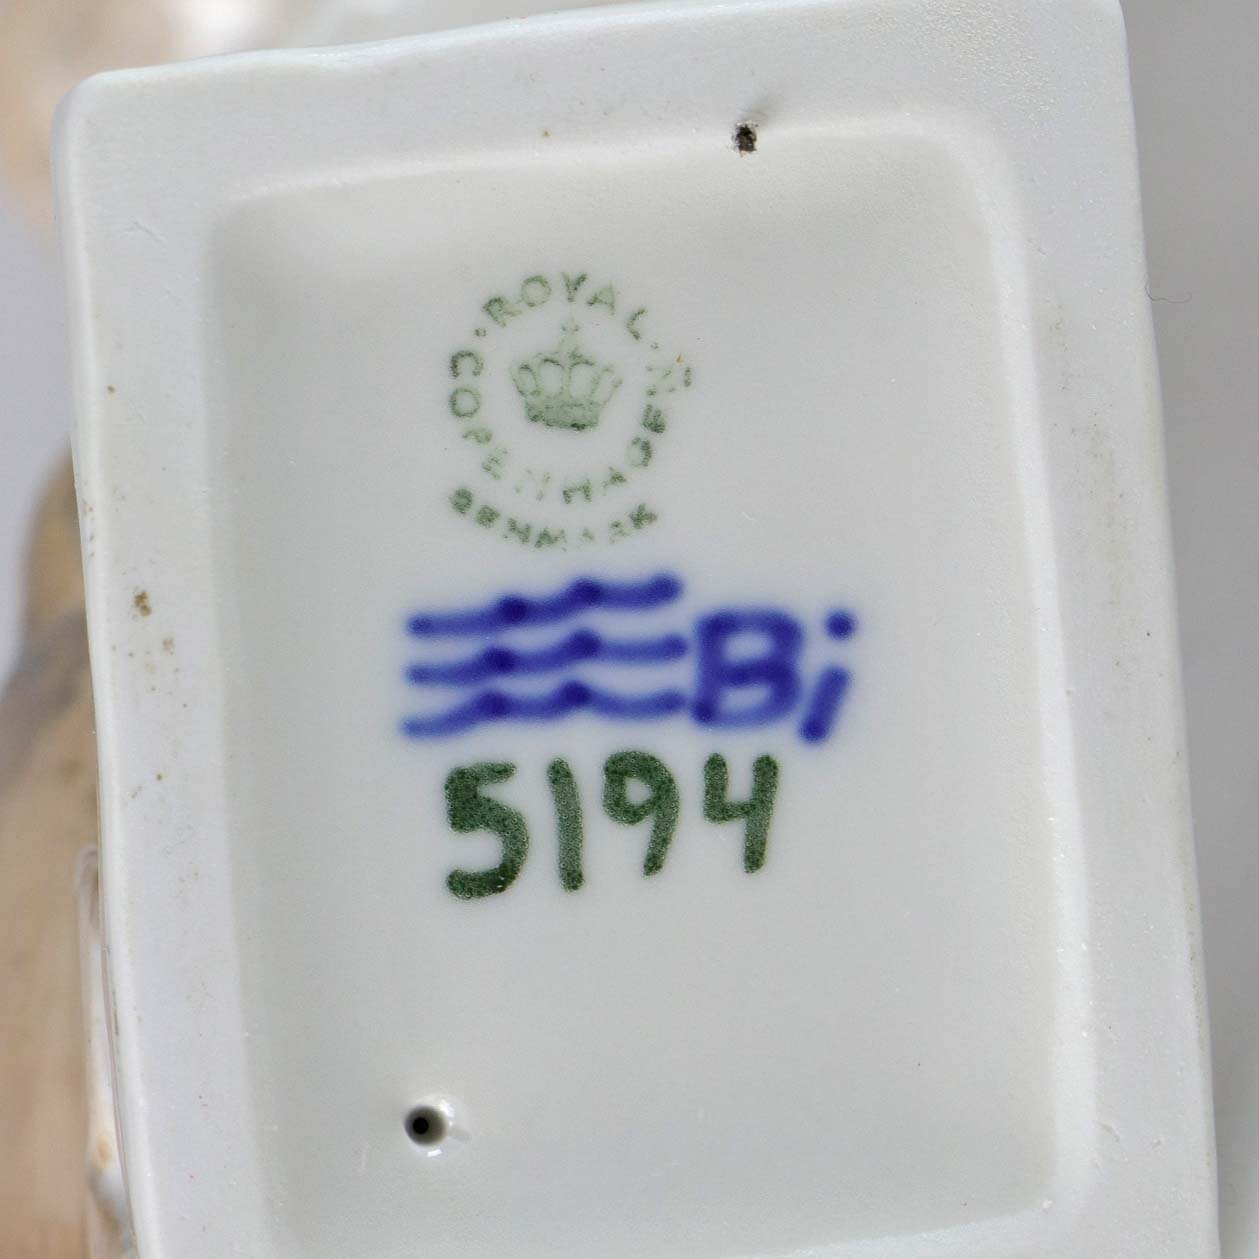 ROYAL
COPENHAGEN
DENMARK
Bi
5194